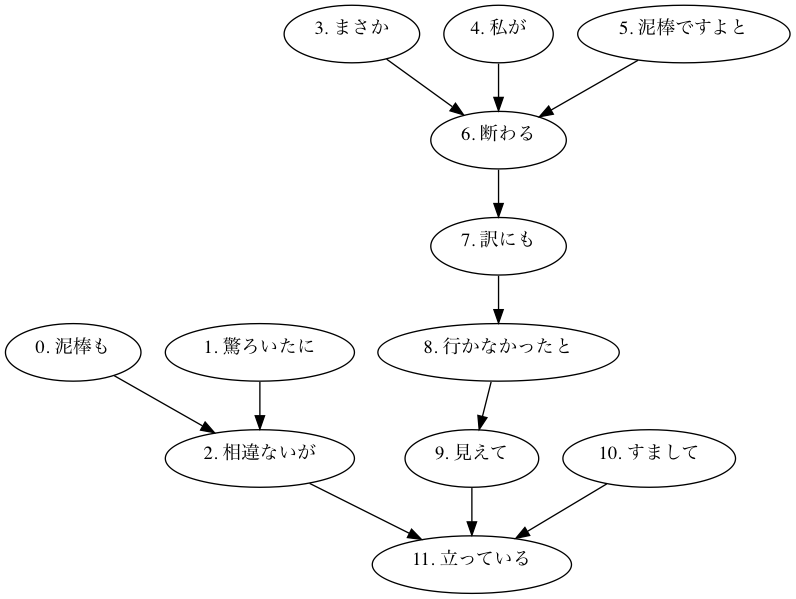 3. まさか
4. 私が
5. 泥棒ですよと
6. 断わる
7. 訳にも
0. 泥棒も
1. 驚ろいたに
8. 行かなかったと
2. 相違ないが
9. 見えて
10. すまして
11. 立っている